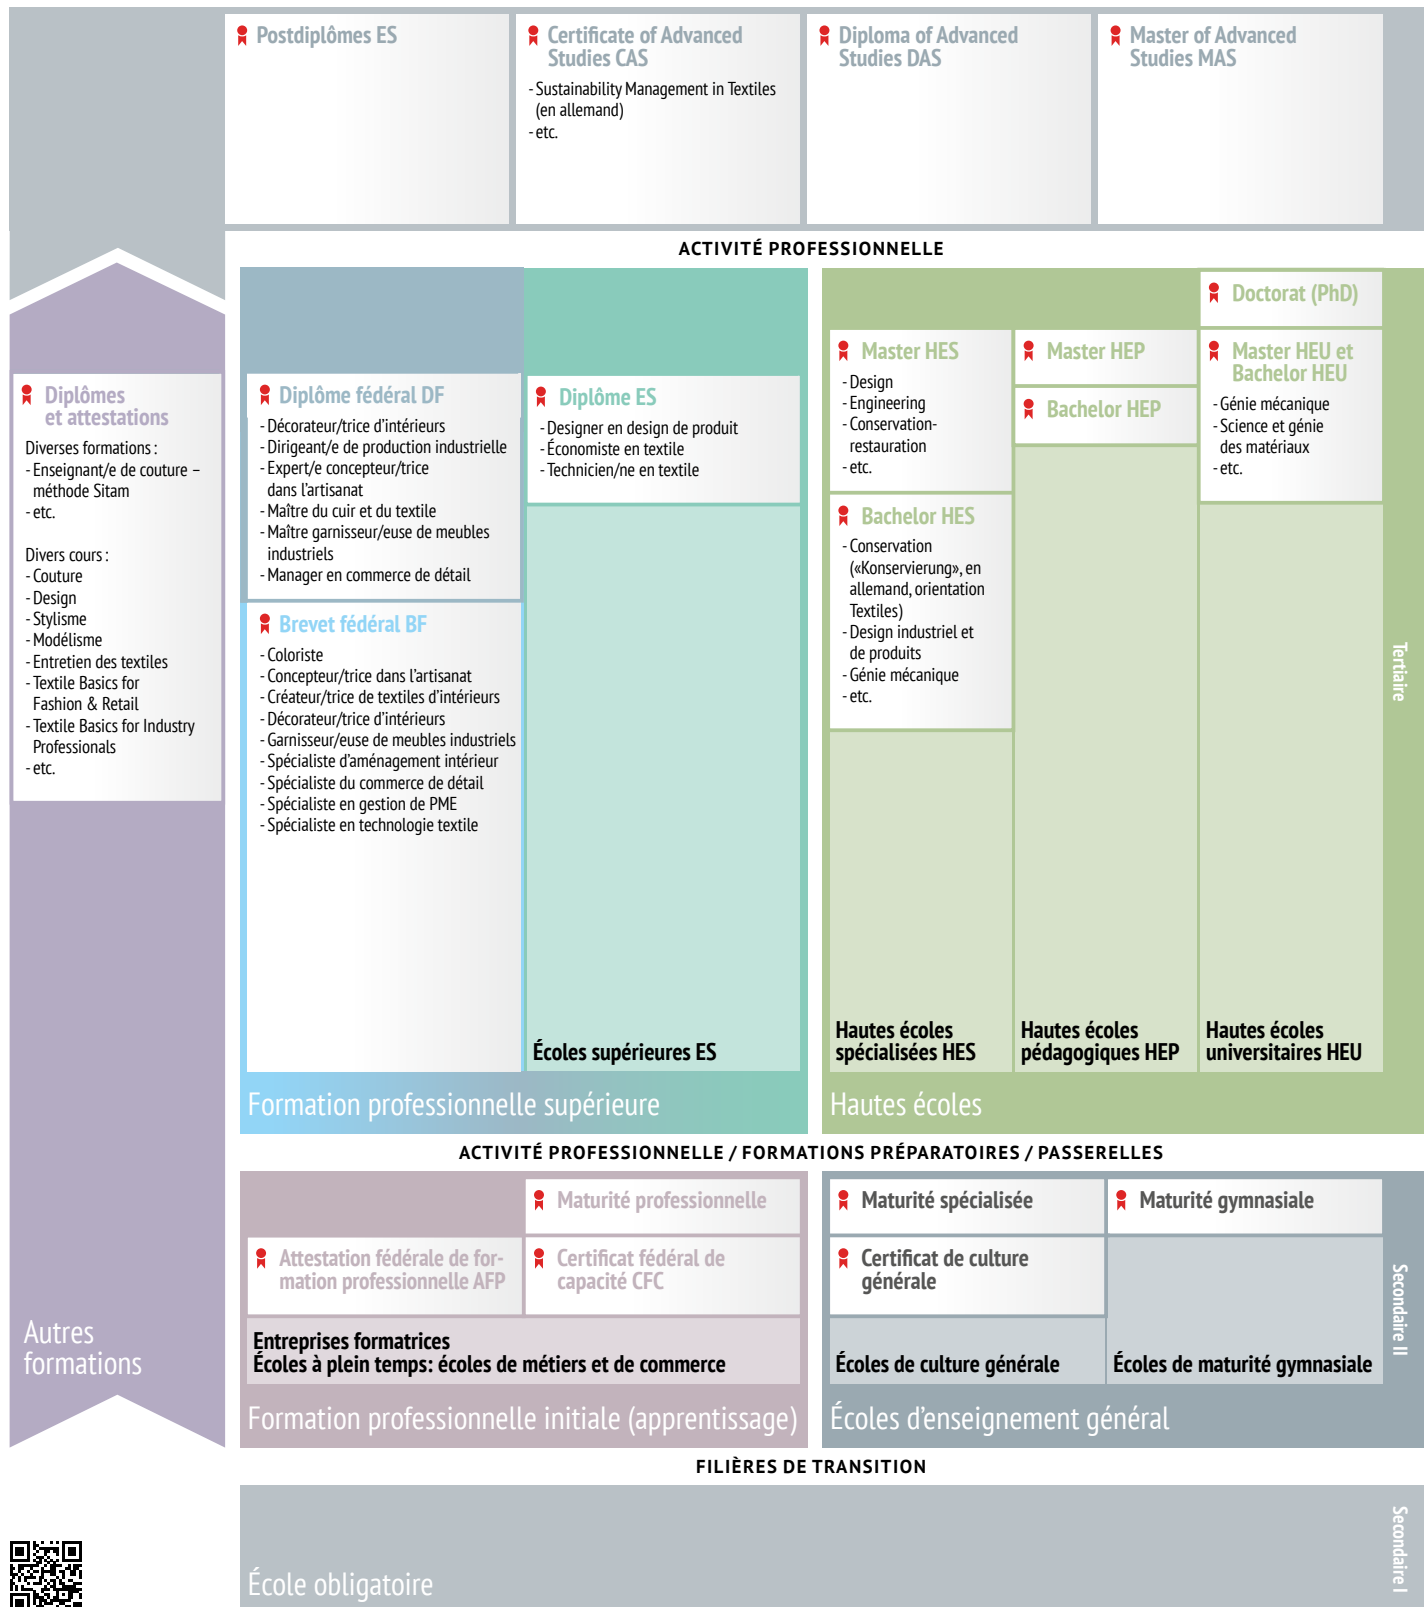 Postdiplômes ES
Certificate of Advanced
Studies CAS
- Sustainability Management in Textiles
(en allemand)
- etc.
Diploma of Advanced
Studies DAS
Master of Advanced
Studies MAS
ACTIVITÉ PROFESSIONNELLE
Diplômes
et attestations
Diverses formations :
- Enseignant/e de couture –
méthode Sitam
- etc.
Divers cours :
- Couture
- Design
- Stylisme
- Modélisme
- Entretien des textiles
- Textile Basics for
Fashion & Retail
- Textile Basics for Industry
Professionals
- etc.
Autres
formations
Diplôme fédéral DF
- Décorateur/trice d’intérieurs
- Dirigeant/e de production industrielle
- Expert/e concepteur/trice
dans l’artisanat
- Maître du cuir et du textile
- Maître garnisseur/euse de meubles
industriels
- Manager en commerce de détail
Brevet fédéral BF
- Coloriste
- Concepteur/trice dans l’artisanat
- Créateur/trice de textiles d’intérieurs
- Décorateur/trice d’intérieurs
- Garnisseur/euse de meubles industriels
- Spécialiste d’aménagement intérieur
- Spécialiste du commerce de détail
- Spécialiste en gestion de PME
- Spécialiste en technologie textile
Diplôme ES
- Designer en design de produit
- Économiste en textile
- Technicien/ne en textile
Écoles supérieures ES
Formation professionnelle supérieure
Master HES
- Design
- Engineering
- Conservation-
restauration
- etc.
Bachelor HES
- Conservation
(«Konservierung», en
allemand, orientation
Textiles)
- Design industriel et
de produits
- Génie mécanique
- etc.
Hautes écoles
spécialisées HES
Master HEP
Bachelor HEP
Hautes écoles
pédagogiques HEP
Doctorat (PhD)
Master HEU et
Bachelor HEU
- Génie mécanique
- Science et génie
des matériaux
- etc.
Hautes écoles
universitaires HEU
Hautes écoles
Tertiaire
ACTIVITÉ PROFESSIONNELLE / FORMATIONS PRÉPARATOIRES / PASSERELLES
Maturité professionnelle
Attestation fédérale de for-
mation professionnelle AFP
Certificat fédéral de
capacité CFC
Entreprises formatrices
Écoles à plein temps: écoles de métiers et de commerce
Formation professionnelle initiale (apprentissage)
Maturité spécialisée
Certificat de culture
générale
Écoles de culture générale
Maturité gymnasiale
Écoles de maturité gymnasiale
Écoles d’enseignement général
Secondaire II
FILIÈRES DE TRANSITION
École obligatoire
Secondaire I